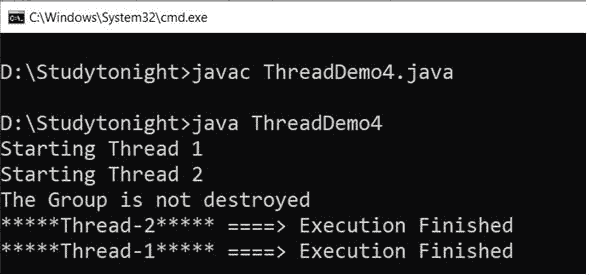 C:\Windows\System32\cmd.exe
D:\Studytonight>javac ThreadDemo4.java
D:\Studytonight>java ThreadDemo4
Starting Thread 1
Starting Thread 2
The Group is not destroyed
*****Thread-2***** ====> Execution Finished
*****Thread-1***** ====> Execution Finished